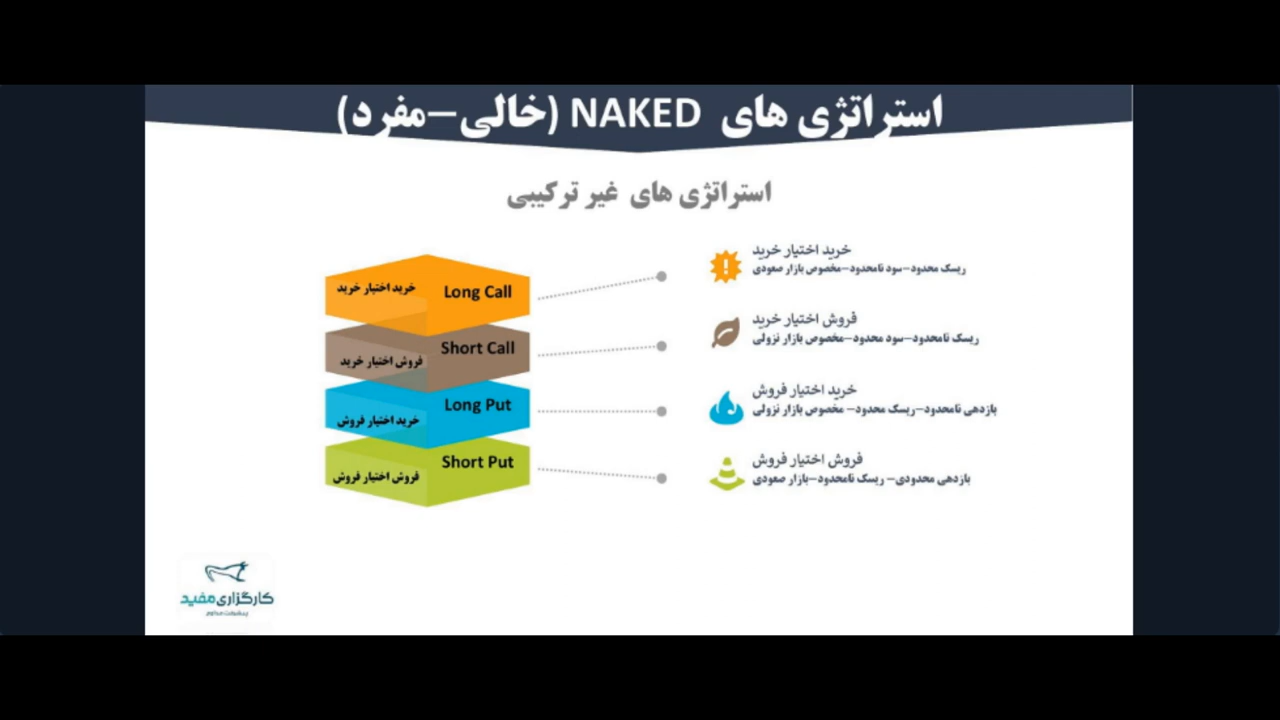 استراتژی های NAKED (خالی-مفرد)
استراتژی های غیر ترکیبی
خرید اختیار خرید
ریسک محدود-سود نامحدود-مخصوص بازار صعودی
فروش اختیار خرید
ریسک نامحدود-سود محدود-مخصوص بازار نزولی
خرید اختیار فروش
بازدهی نامحدود-ریسک محدود- مخصوص بازار نزولی
فروش اختیار فروش
بازدهی محدودی- ریسک نامحدود-بازار صعودی
Long Call خرید اختیار خرید
Short Call فروش اختیار خرید
Long Put خرید اختیار فروش
Short Put فروش اختیار فروش
کارگزاری مفید
پیشرفت مداوم